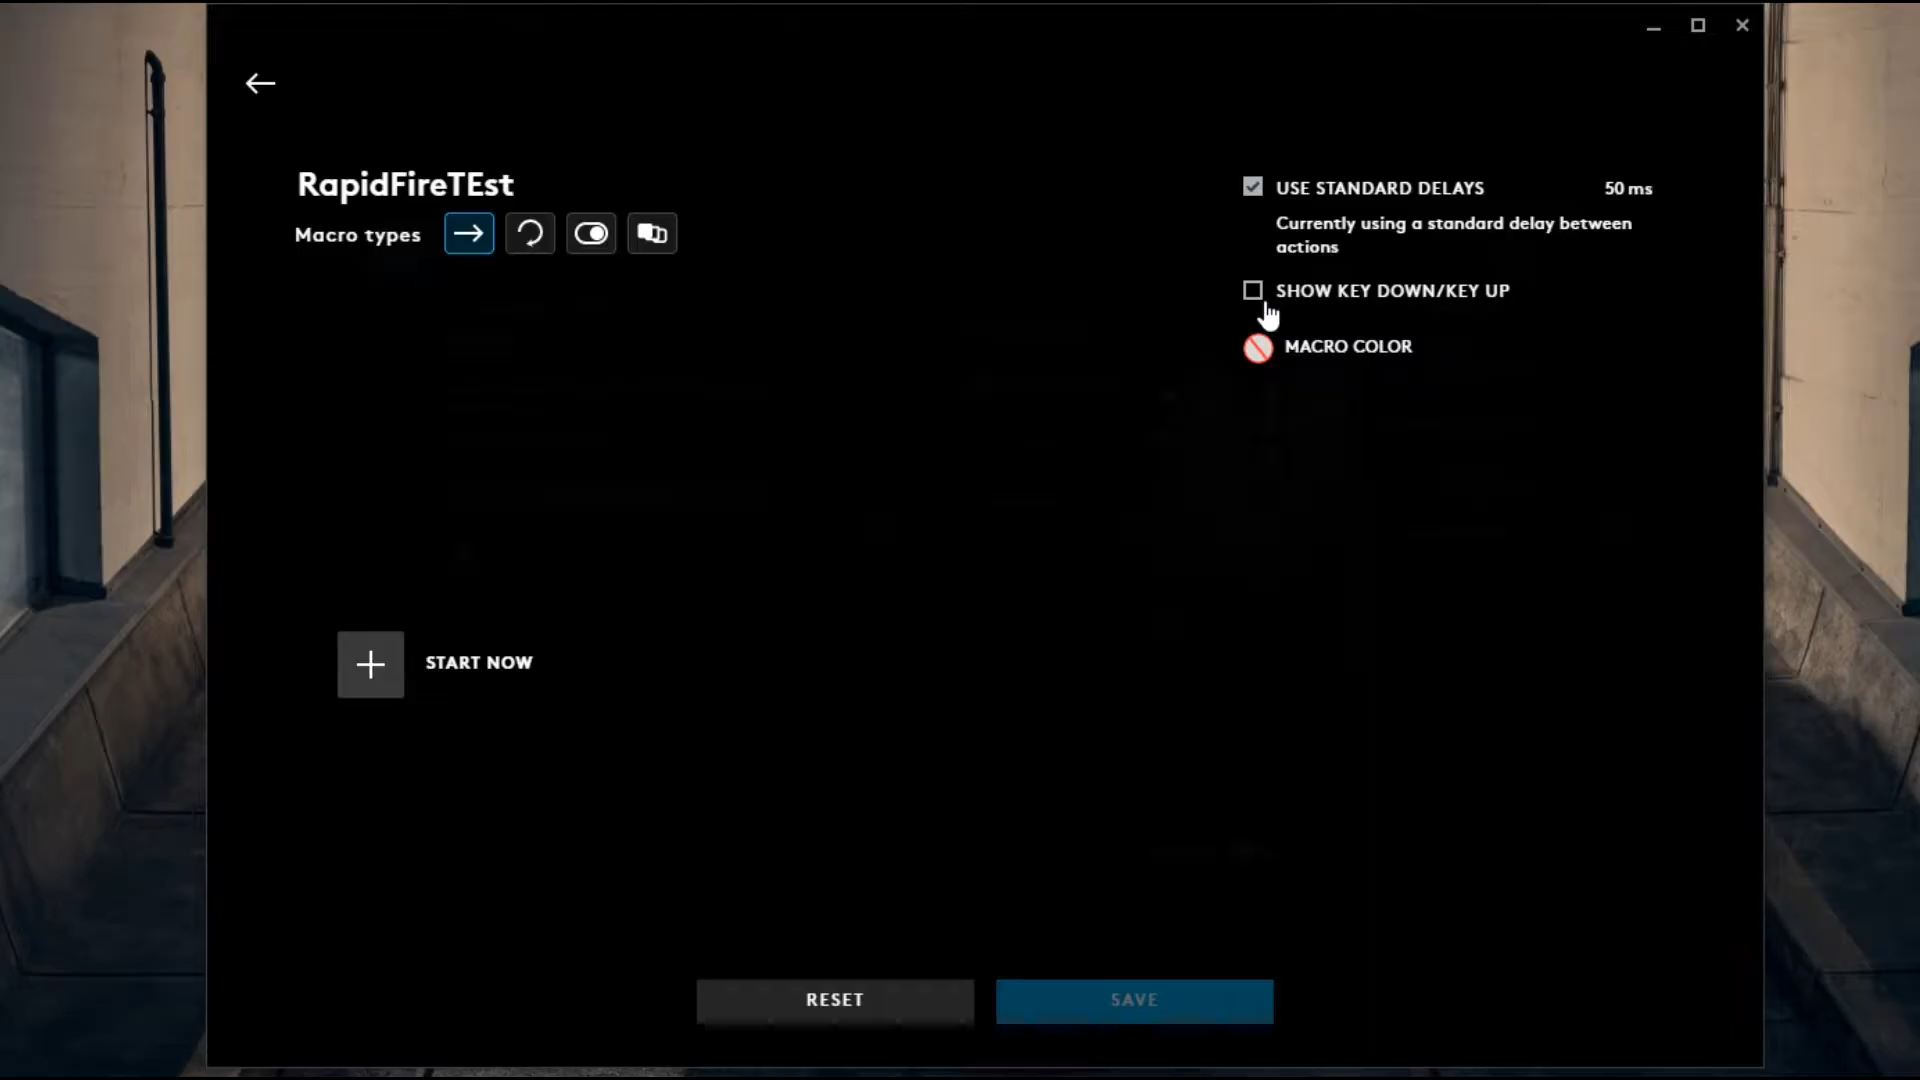 RapidFireTEst
Macro types
USE STANDARD DELAYS 50 ms
Currently using a standard delay between
actions
SHOW KEY DOWN/KEY UP
MACRO COLOR
START NOW
RESET SAVE